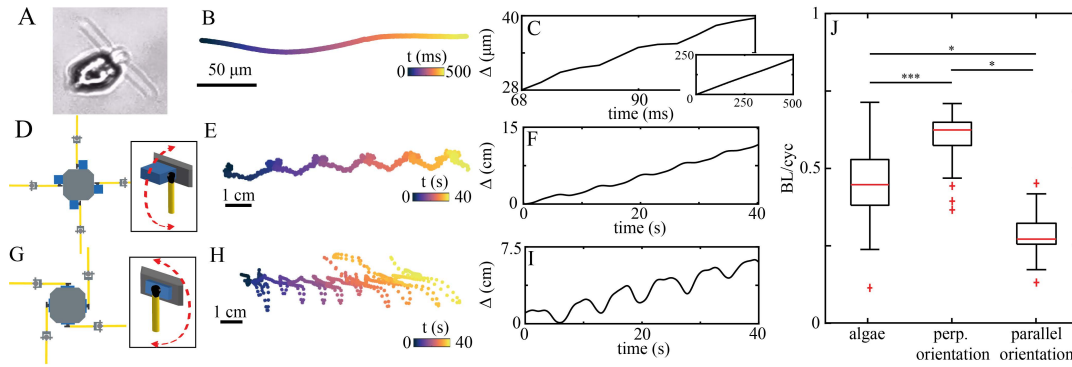 A
B
t (ms)
0 500
50 μm
C
40
Δ (μm)
28
68
90
time (ms)
250
0
250
500
D
E
1 cm
t (s)
0 40
F
15
Δ (cm)
0
0
20
40
time (s)
G
H
1 cm
t (s)
0 40
I
7.5
Δ (cm)
0
0
20
40
time (s)
J
1
BL/cyc
0.5
0
*
***
*
algae
perp.
orientation
parallel
orientation